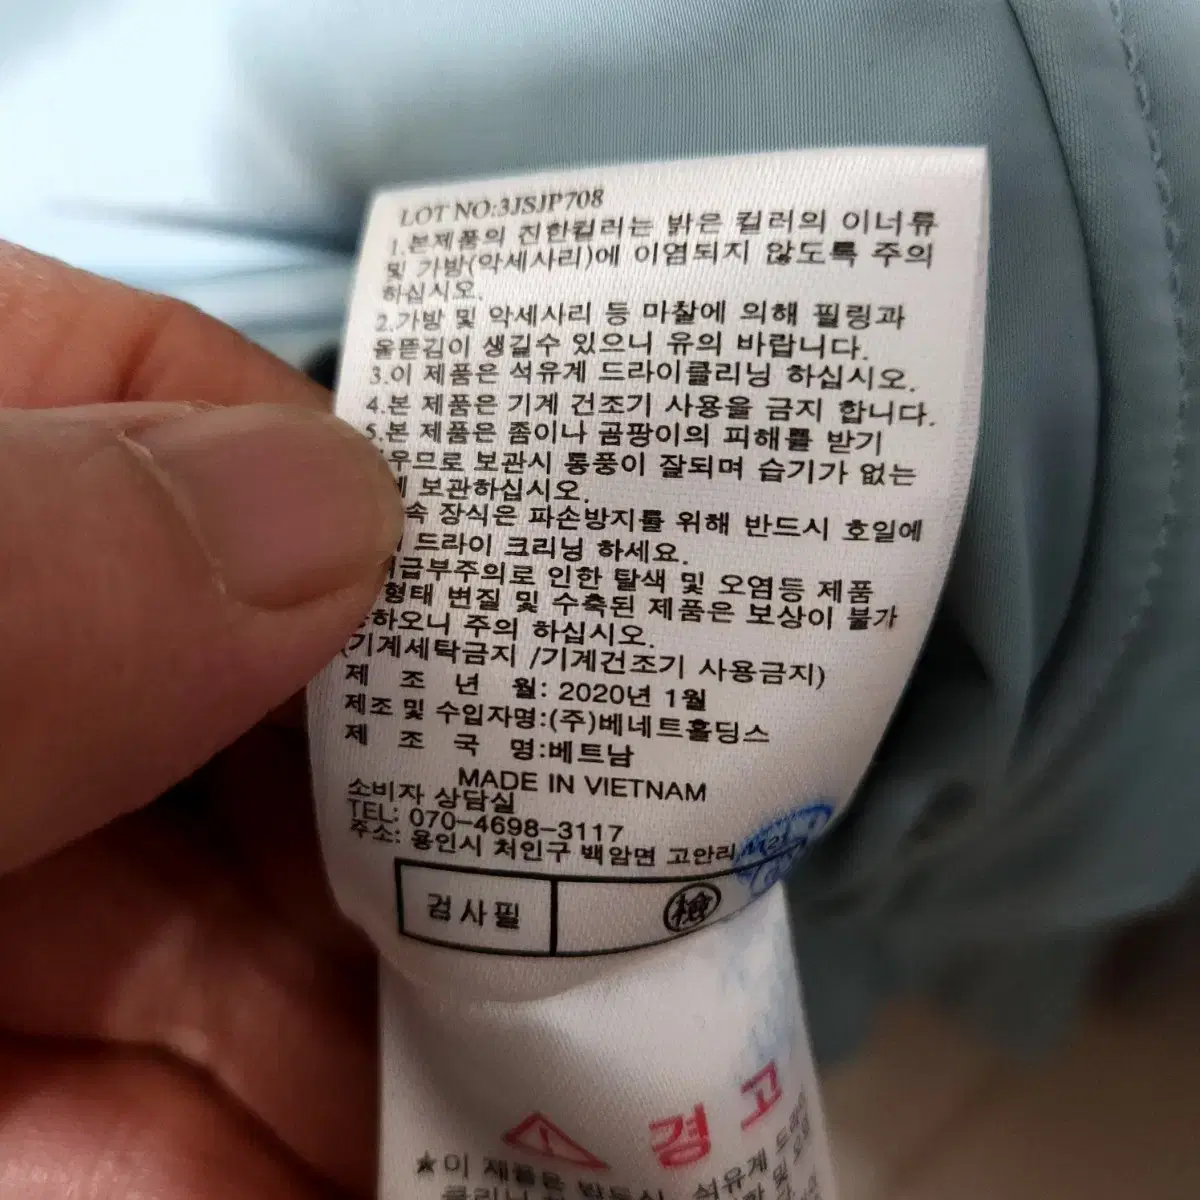 LOT NO:3JSJP708
1.본제품의 진한컬러는 밝은 컬러의 이너류
및 가방(악세사리)에 이염되지 않도록 주의
하십시오.
2.가방 및 악세사리 등 마찰에 의해 필링과
올뜯김이 생길수 있으니 유의 바랍니다.
3.이 제품은 석유계 드라이클리닝 하십시오.
4.본 제품은 기계 건조기 사용을 금지 합니다.
5.본 제품은 좀이나 곰팡이의 피해를 받기
우므로 보관시 통풍이 잘되며 습기가 없는
보관하십시오.
속 장식은 파손방지를 위해 반드시 호일에
드라이 크리닝 하세요.
급부주의로 인한 탈색 및 오염등 제품
형태 변질 및 수축된 제품은 보상이 불가
하오니 주의 하십시오.
(기계세탁금지 /기계건조기 사용금지)
제 조 년 월: 2020년 1월
제조 및 수입자명:(주)베네트홀딩스
제 조 국 명:베트남
MADE IN VIETNAM
소비자 상담실
TEL: 070-4698-3117
주소: 용인시 처인구 백암면 고안리
검사필 檢
경고
★이 제품은 반드시 석유계